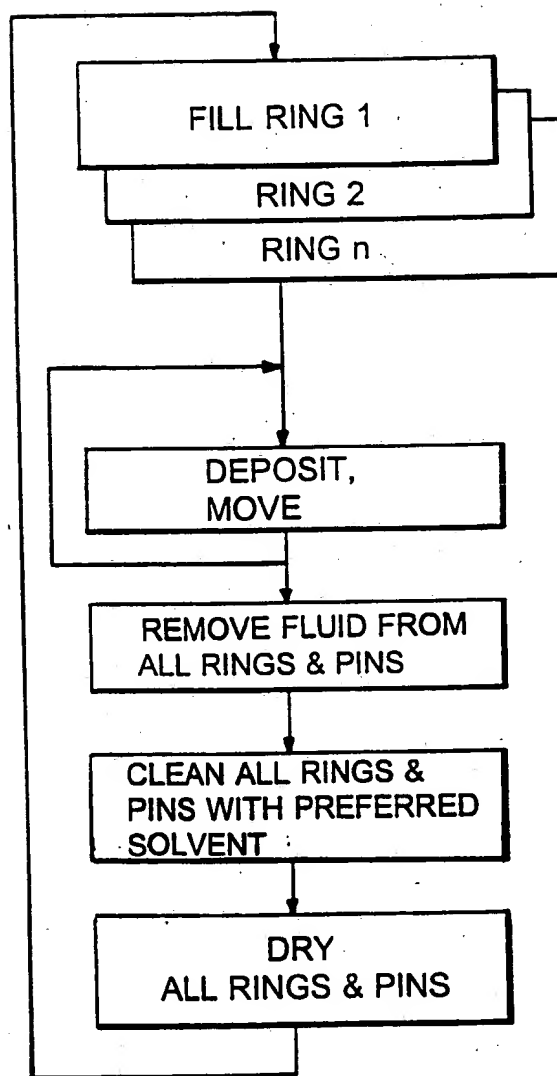 FILL RING 1
RING 2
RING n
DEPOSIT,
MOVE
REMOVE FLUID FROM
ALL RINGS & PINS
CLEAN ALL RINGS &
PINS WITH PREFERRED
SOLVENT
DRY
ALL RINGS & PINS